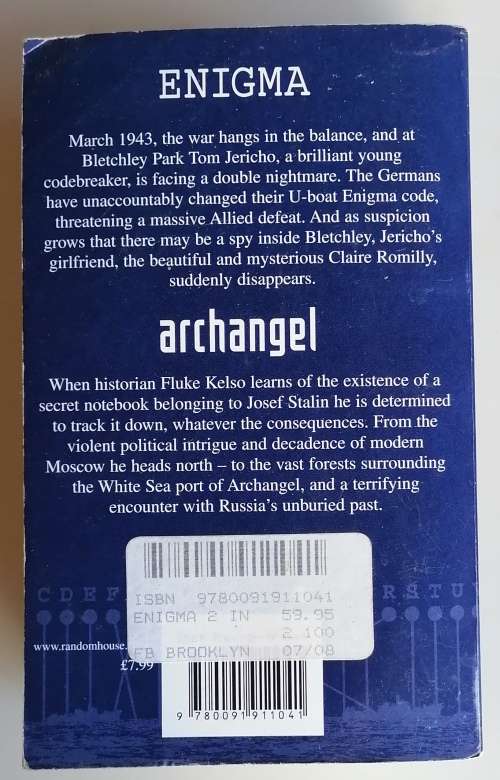 ENIGMA
March 1943, the war hangs in the balance, and at
Bletchley Park Tom Jericho, a brilliant young
codebreaker, is facing a double nightmare. The Germans
have unaccountably changed their U-boat Enigma code,
threatening a massive Allied defeat. And as suspicion
grows that there may be a spy inside Bletchley, Jericho's
girlfriend, the beautiful and mysterious Claire Romilly,
suddenly disappears.
archangel
When historian Fluke Kelso learns of the existence of a
secret notebook belonging to Josef Stalin he is determined
to track it down, whatever the consequences. From the
violent political intrigue and decadence of modern
Moscow he heads north – to the vast forests surrounding
the White Sea port of Archangel, and a terrifying
encounter with Russia's unburied past.
C D E F R S T U
ISBN 9780091911041
ENIGMA 2 IN 59.95
2 100
FB BROOKLYN 07/08
www.randomhouse.
£7.99
9 780091 911041